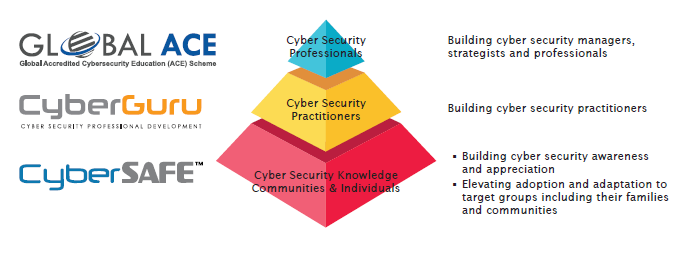 GLOBAL ACE
Global Accredited Cybersecurity Education (ACE) Scheme
Cyber Security
Professionals
Building cyber security managers,
strategists and professionals
CyberGuru
CYBER SECURITY PROFESSIONAL DEVELOPMENT
Cyber Security
Practitioners
Building cyber security practitioners
CyberSAFE™
Cyber Security Knowledge
Communities & Individuals
▪ Building cyber security awareness
and appreciation
▪ Elevating adoption and adaptation to
target groups including their families
and communities